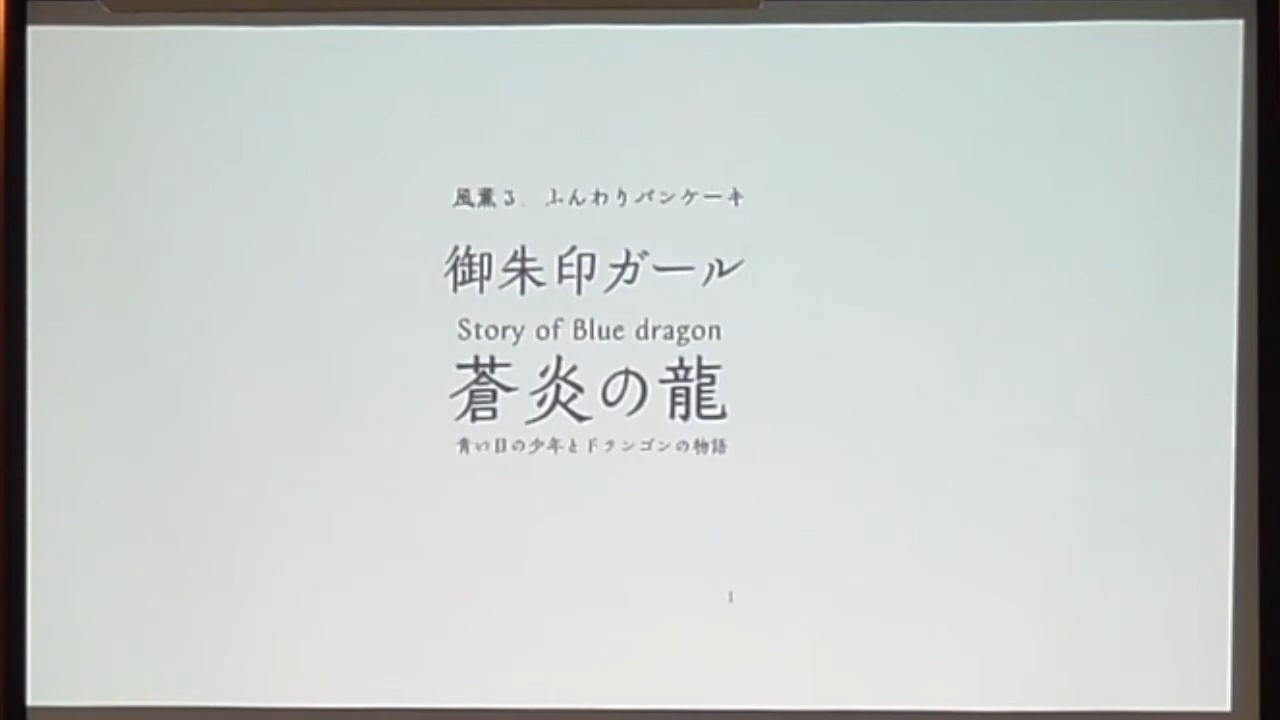 風薫る、ふんわりパンケーキ
御朱印ガール
Story of Blue dragon
蒼炎の龍
青い目の少年とドランゴンの物語
1